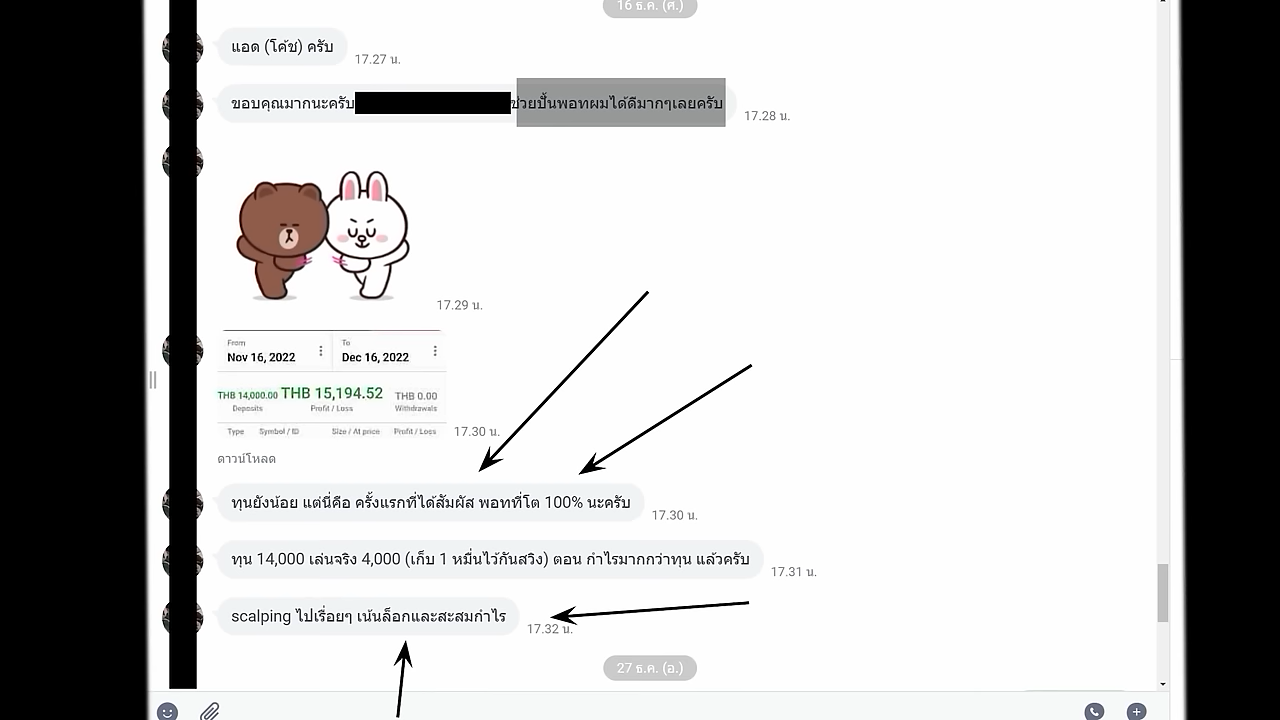 16 ธ.ค. (ศ.)
แอด (โค้ช) ครับ
17.27 น.
ขอบคุณมากนะครับ
ช่วยปั้นพอทผมได้ดีมากๆเลยครับ
17.28 น.
17.29 น.
From
To
Nov 16, 2022
Dec 16, 2022
THB 14,000.00 THB 15,194.52 THB 0.00
Deposits Profit / Loss Withdrawals
Type Symbol / ID Size / At price Profit / Loss
17.30 น.
ดาวน์โหลด
ทุนยังน้อย แต่นี่คือ ครั้งแรกที่ได้สัมผัส พอทที่โต 100% นะครับ
17.30 น.
ทุน 14,000 เล่นจริง 4,000 (เก็บ 1 หมื่นไว้กันสวิง) ตอน กำไรมากกว่าทุน แล้วครับ
17.31 น.
scalping ไปเรื่อยๆ เน้นล็อกและสะสมกำไร
17.32 น.
27 ธ.ค. (อ.)